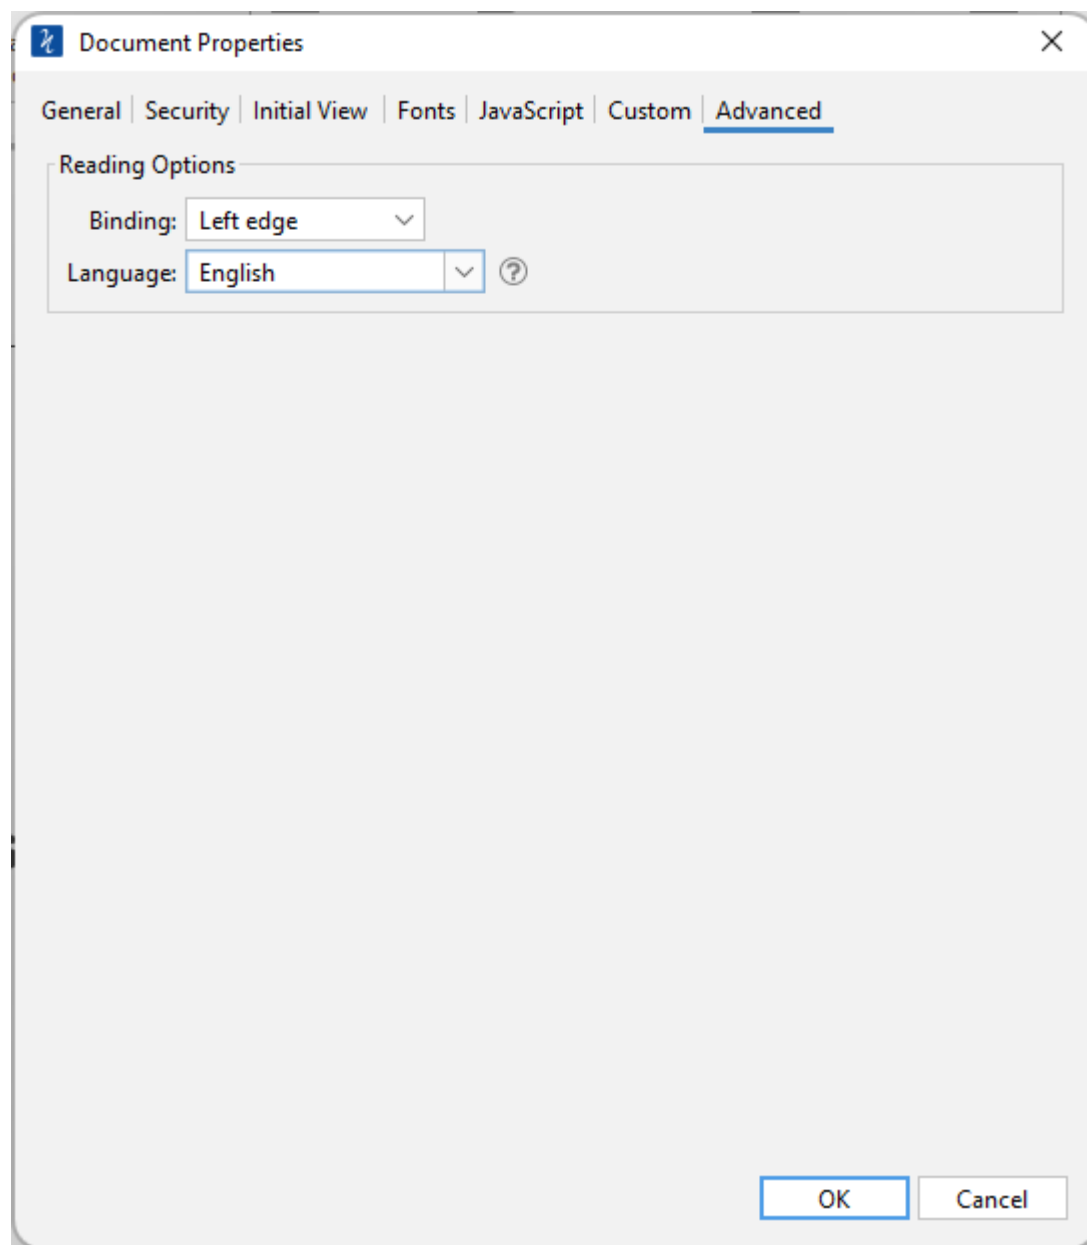 Document Properties
General Security Initial View Fonts JavaScript Custom Advanced
Reading Options
Binding: Left edge
Language: English ?
OK Cancel